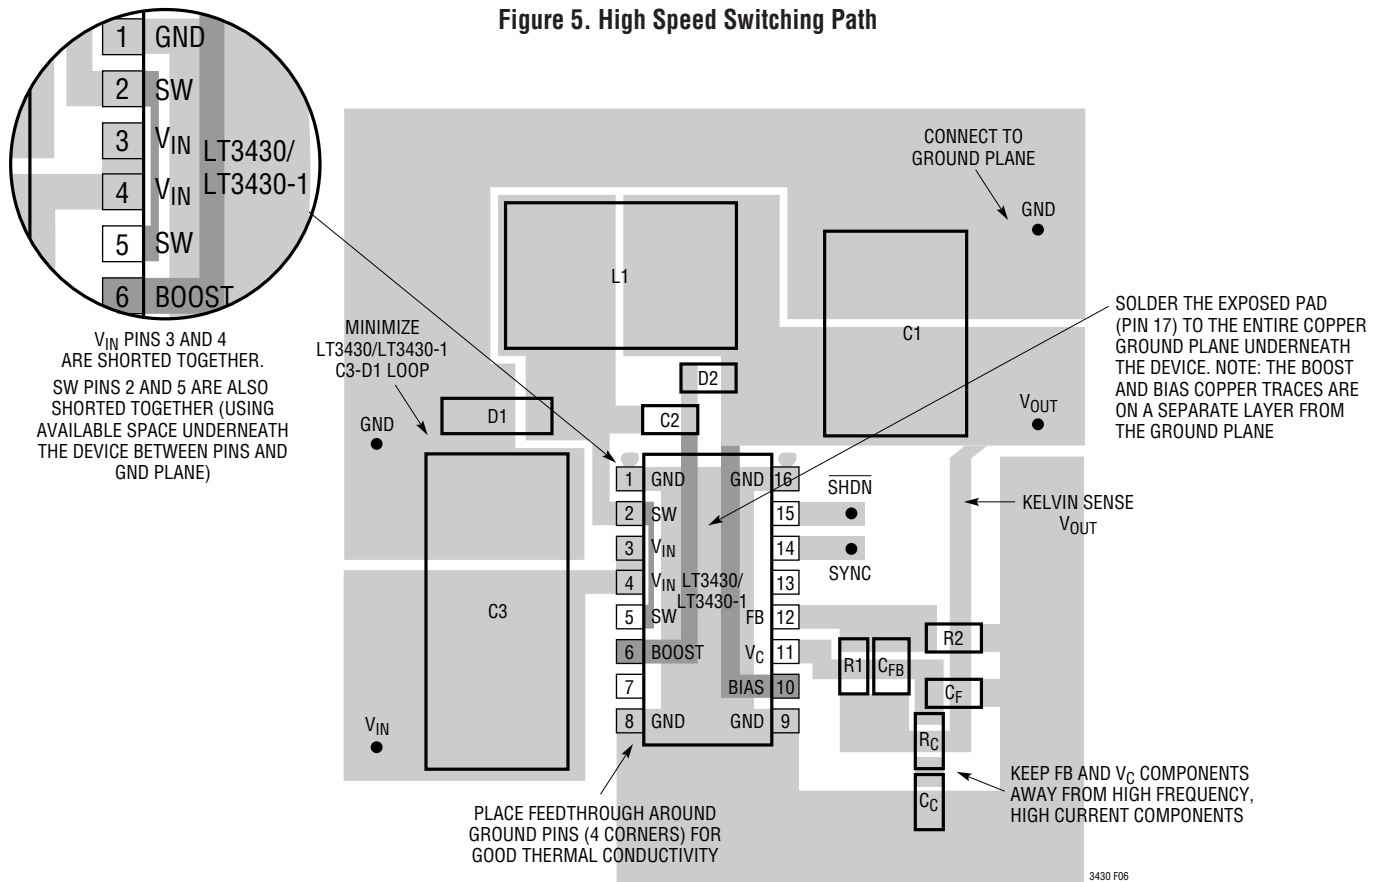 Figure 5. High Speed Switching Path
1 GND
2 SW
3 VIN
4 VIN
5 SW
6 BOOST
LT3430/
LT3430-1
VIN PINS 3 AND 4
ARE SHORTED TOGETHER.
SW PINS 2 AND 5 ARE ALSO
SHORTED TOGETHER (USING
AVAILABLE SPACE UNDERNEATH
THE DEVICE BETWEEN PINS AND
GND PLANE)
MINIMIZE
LT3430/LT3430-1
C3-D1 LOOP
CONNECT TO
GROUND PLANE
GND
L1
C1
SOLDER THE EXPOSED PAD
(PIN 17) TO THE ENTIRE COPPER
GROUND PLANE UNDERNEATH
THE DEVICE. NOTE: THE BOOST
AND BIAS COPPER TRACES ARE
ON A SEPARATE LAYER FROM
THE GROUND PLANE
D2
D1
C2
GND
VOUT
1 GND
2 SW
3 VIN
4 VIN
5 SW
6 BOOST
7
8 GND
LT3430/
LT3430-1
GND 16
15
14
13
FB 12
VC 11
BIAS 10
GND 9
SHDN
SYNC
KELVIN SENSE
VOUT
C3
VIN
R1
CFB
R2
CF
RC
CC
KEEP FB AND VC COMPONENTS
AWAY FROM HIGH FREQUENCY,
HIGH CURRENT COMPONENTS
PLACE FEEDTHROUGH AROUND
GROUND PINS (4 CORNERS) FOR
GOOD THERMAL CONDUCTIVITY
3430 F06